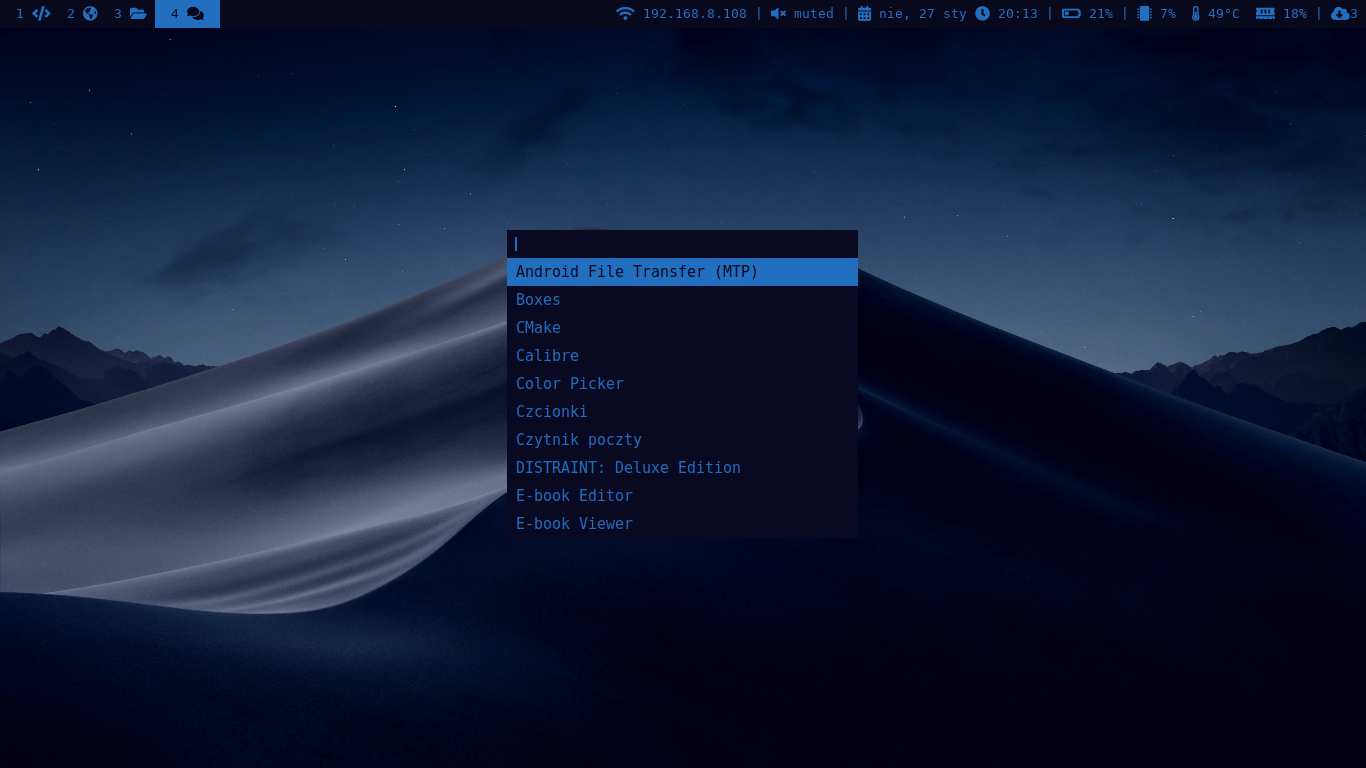 1 2 3 4 192.168.8.108 | muted | nie, 27 sty 20:13 | 21% | 7% 49°C 18% | 3
Android File Transfer (MTP)
Boxes
CMake
Calibre
Color Picker
Czcionki
Czytnik poczty
DISTRAINT: Deluxe Edition
E-book Editor
E-book Viewer